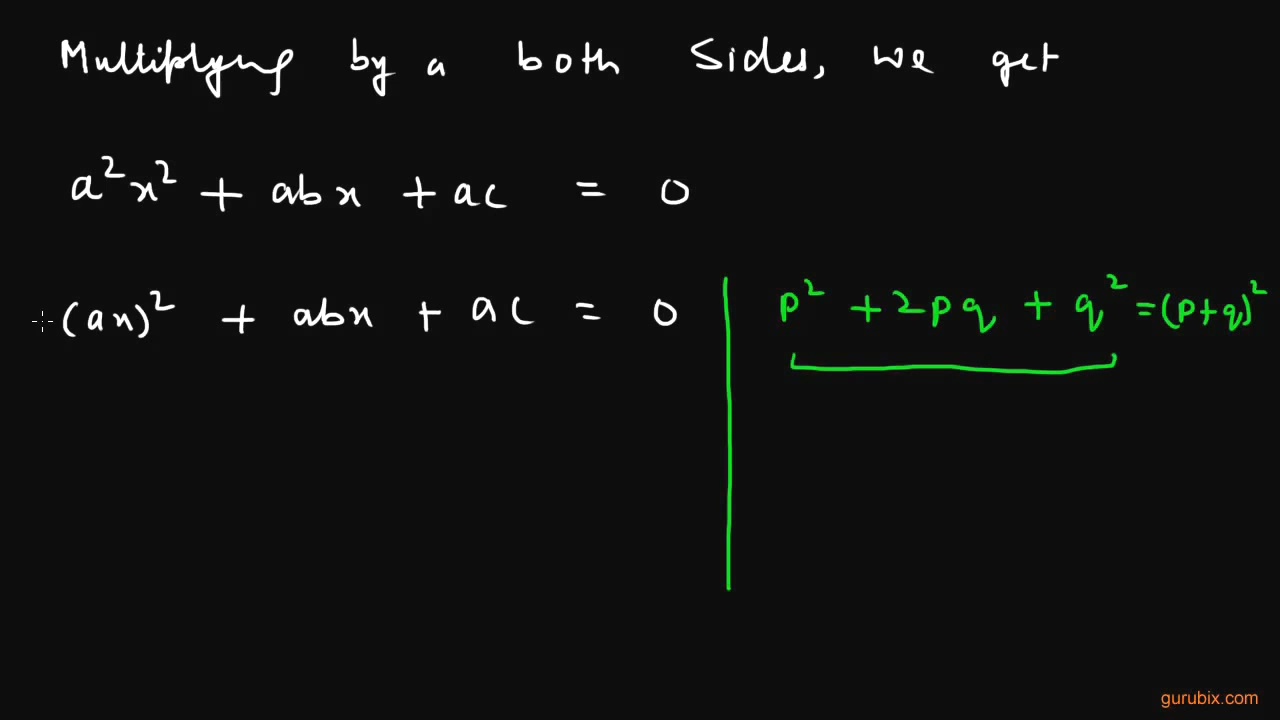 Multiplying by a both sides, we get
a²x² + abx + ac = 0
(ax)² + abx + ac = 0
p² + 2pq + q² = (p+q)²
gurubix.com